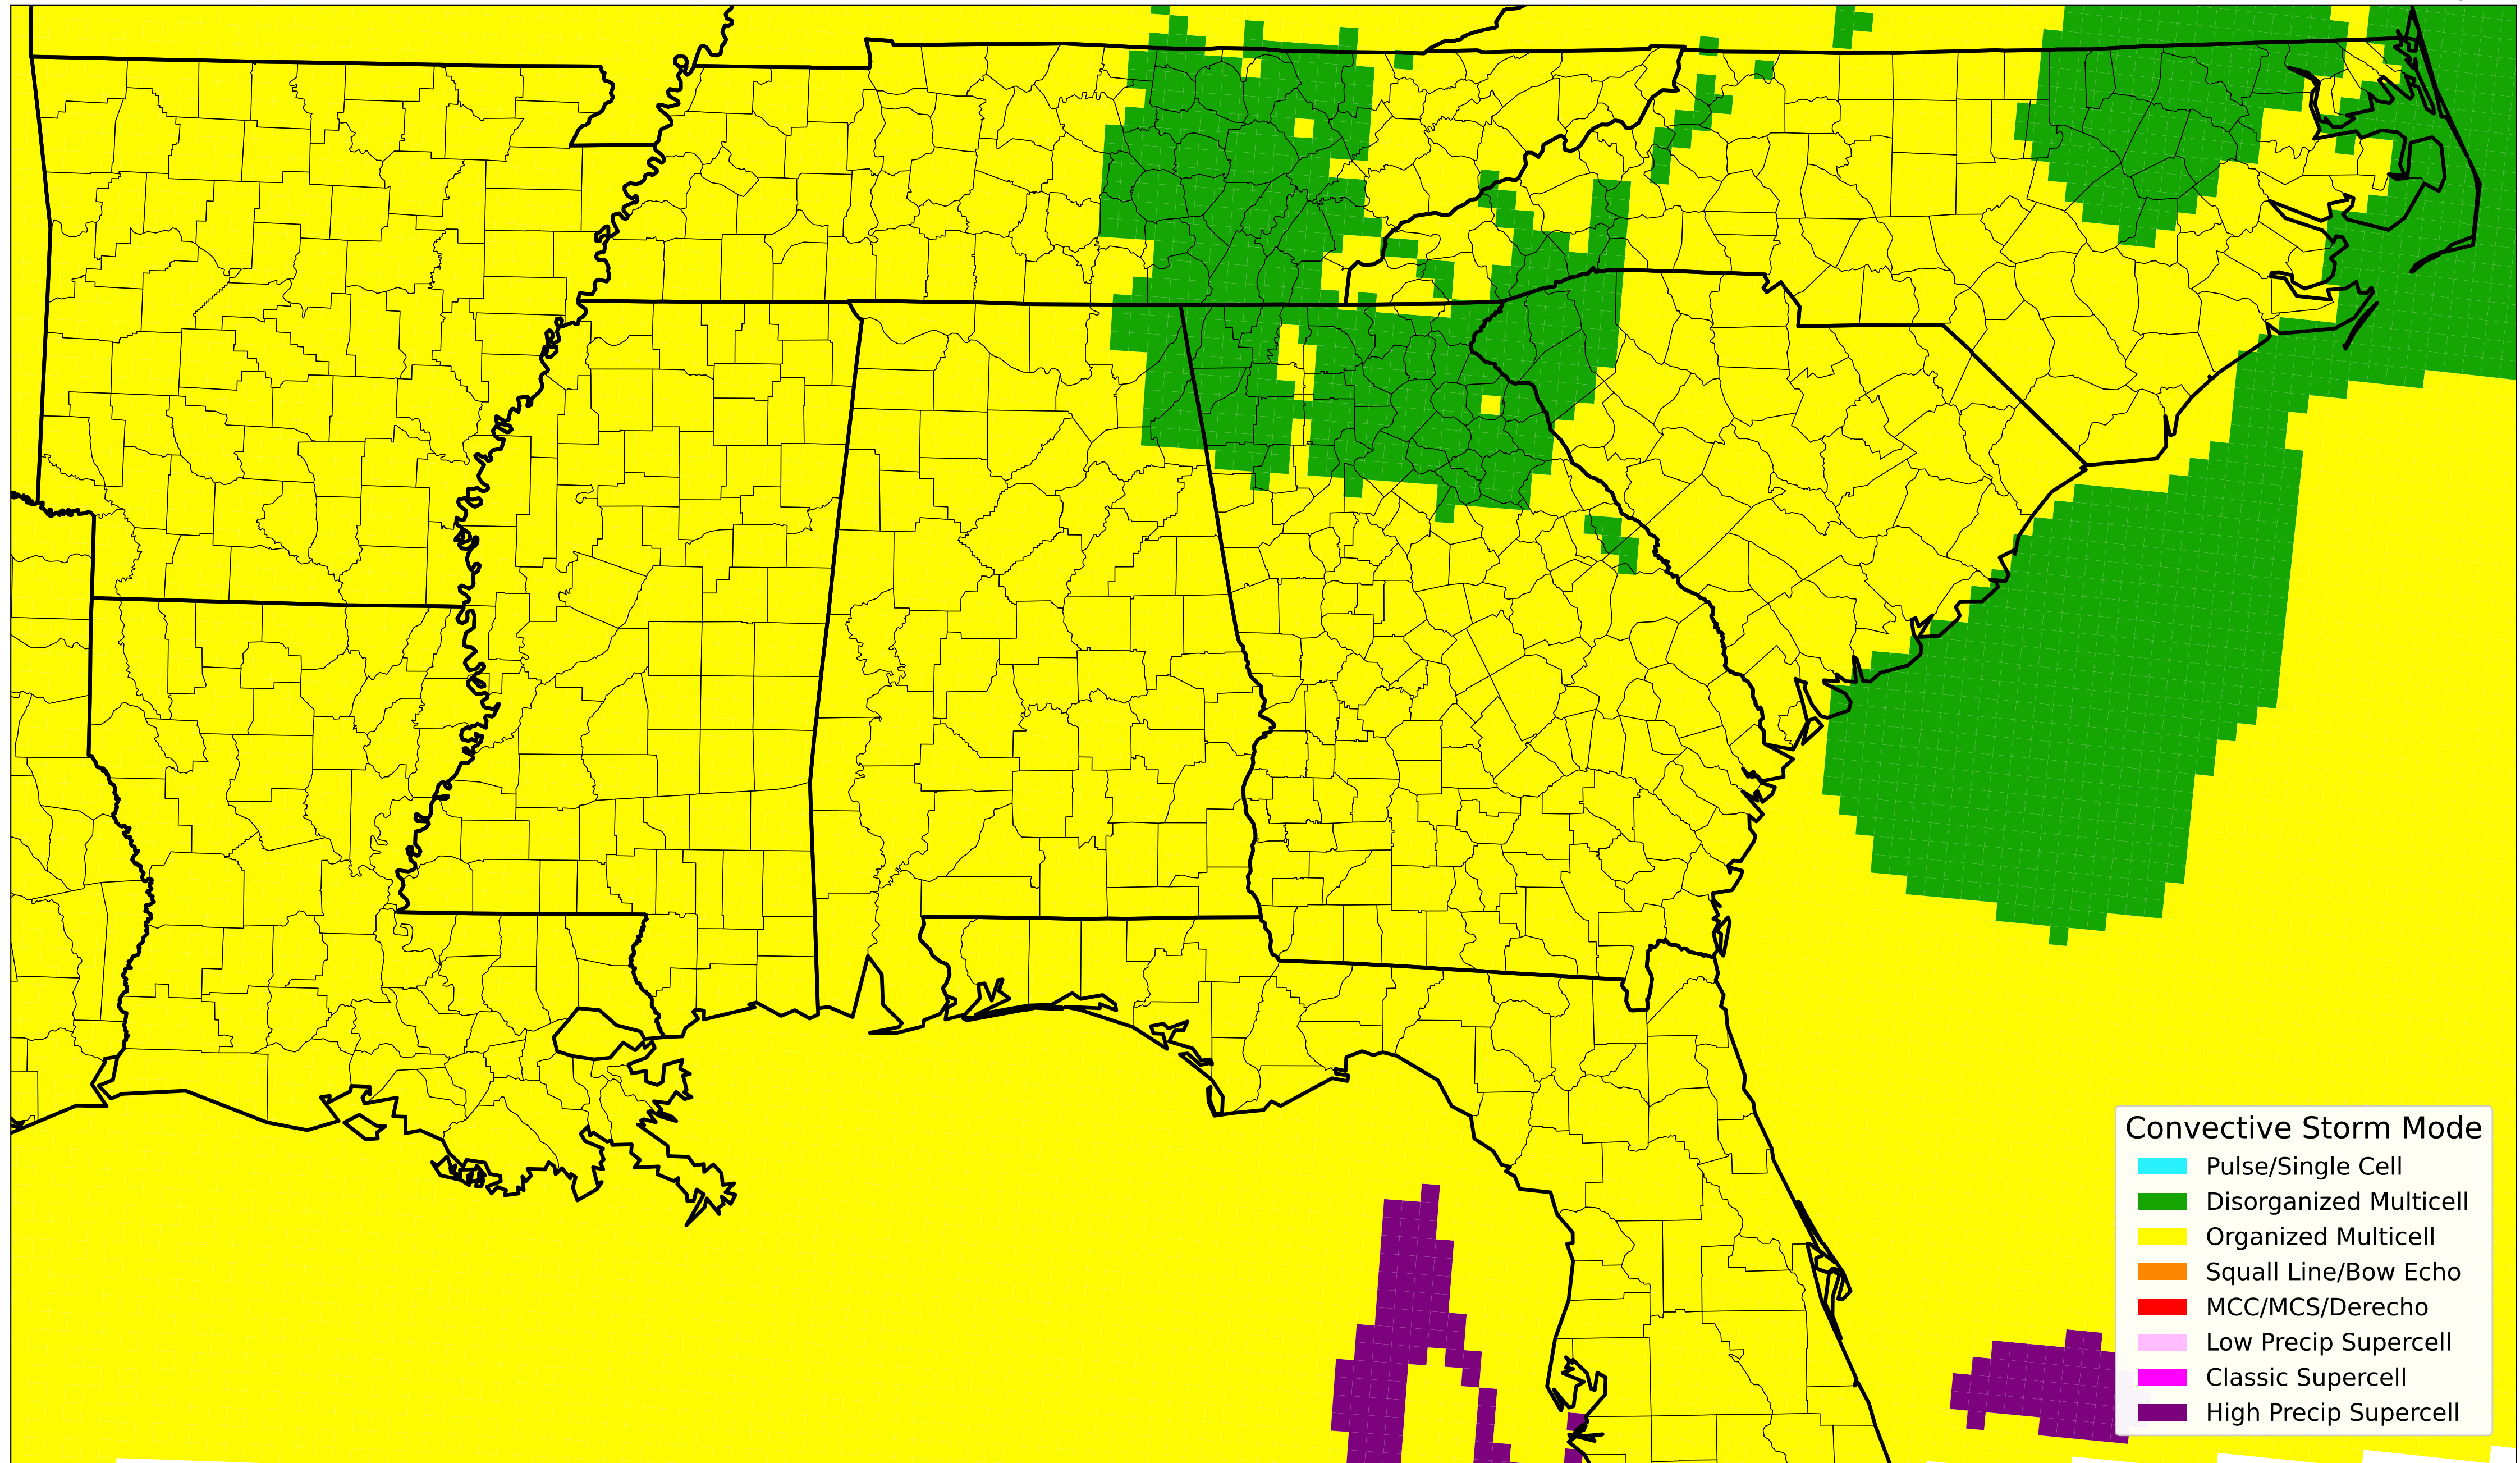 Convective Storm Mode
Pulse/Single Cell
Disorganized Multicell
Organized Multicell
Squall Line/Bow Echo
MCC/MCS/Derecho
Low Precip Supercell
Classic Supercell
High Precip Supercell